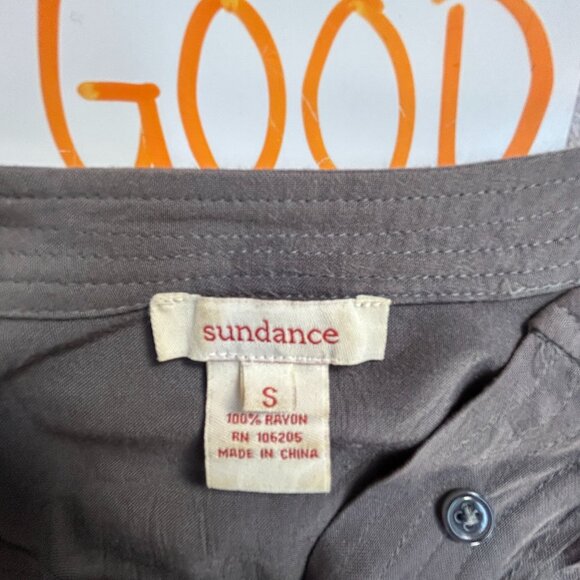 GOOD
sundance
S
100% RAYON
RN 106205
MADE IN CHINA